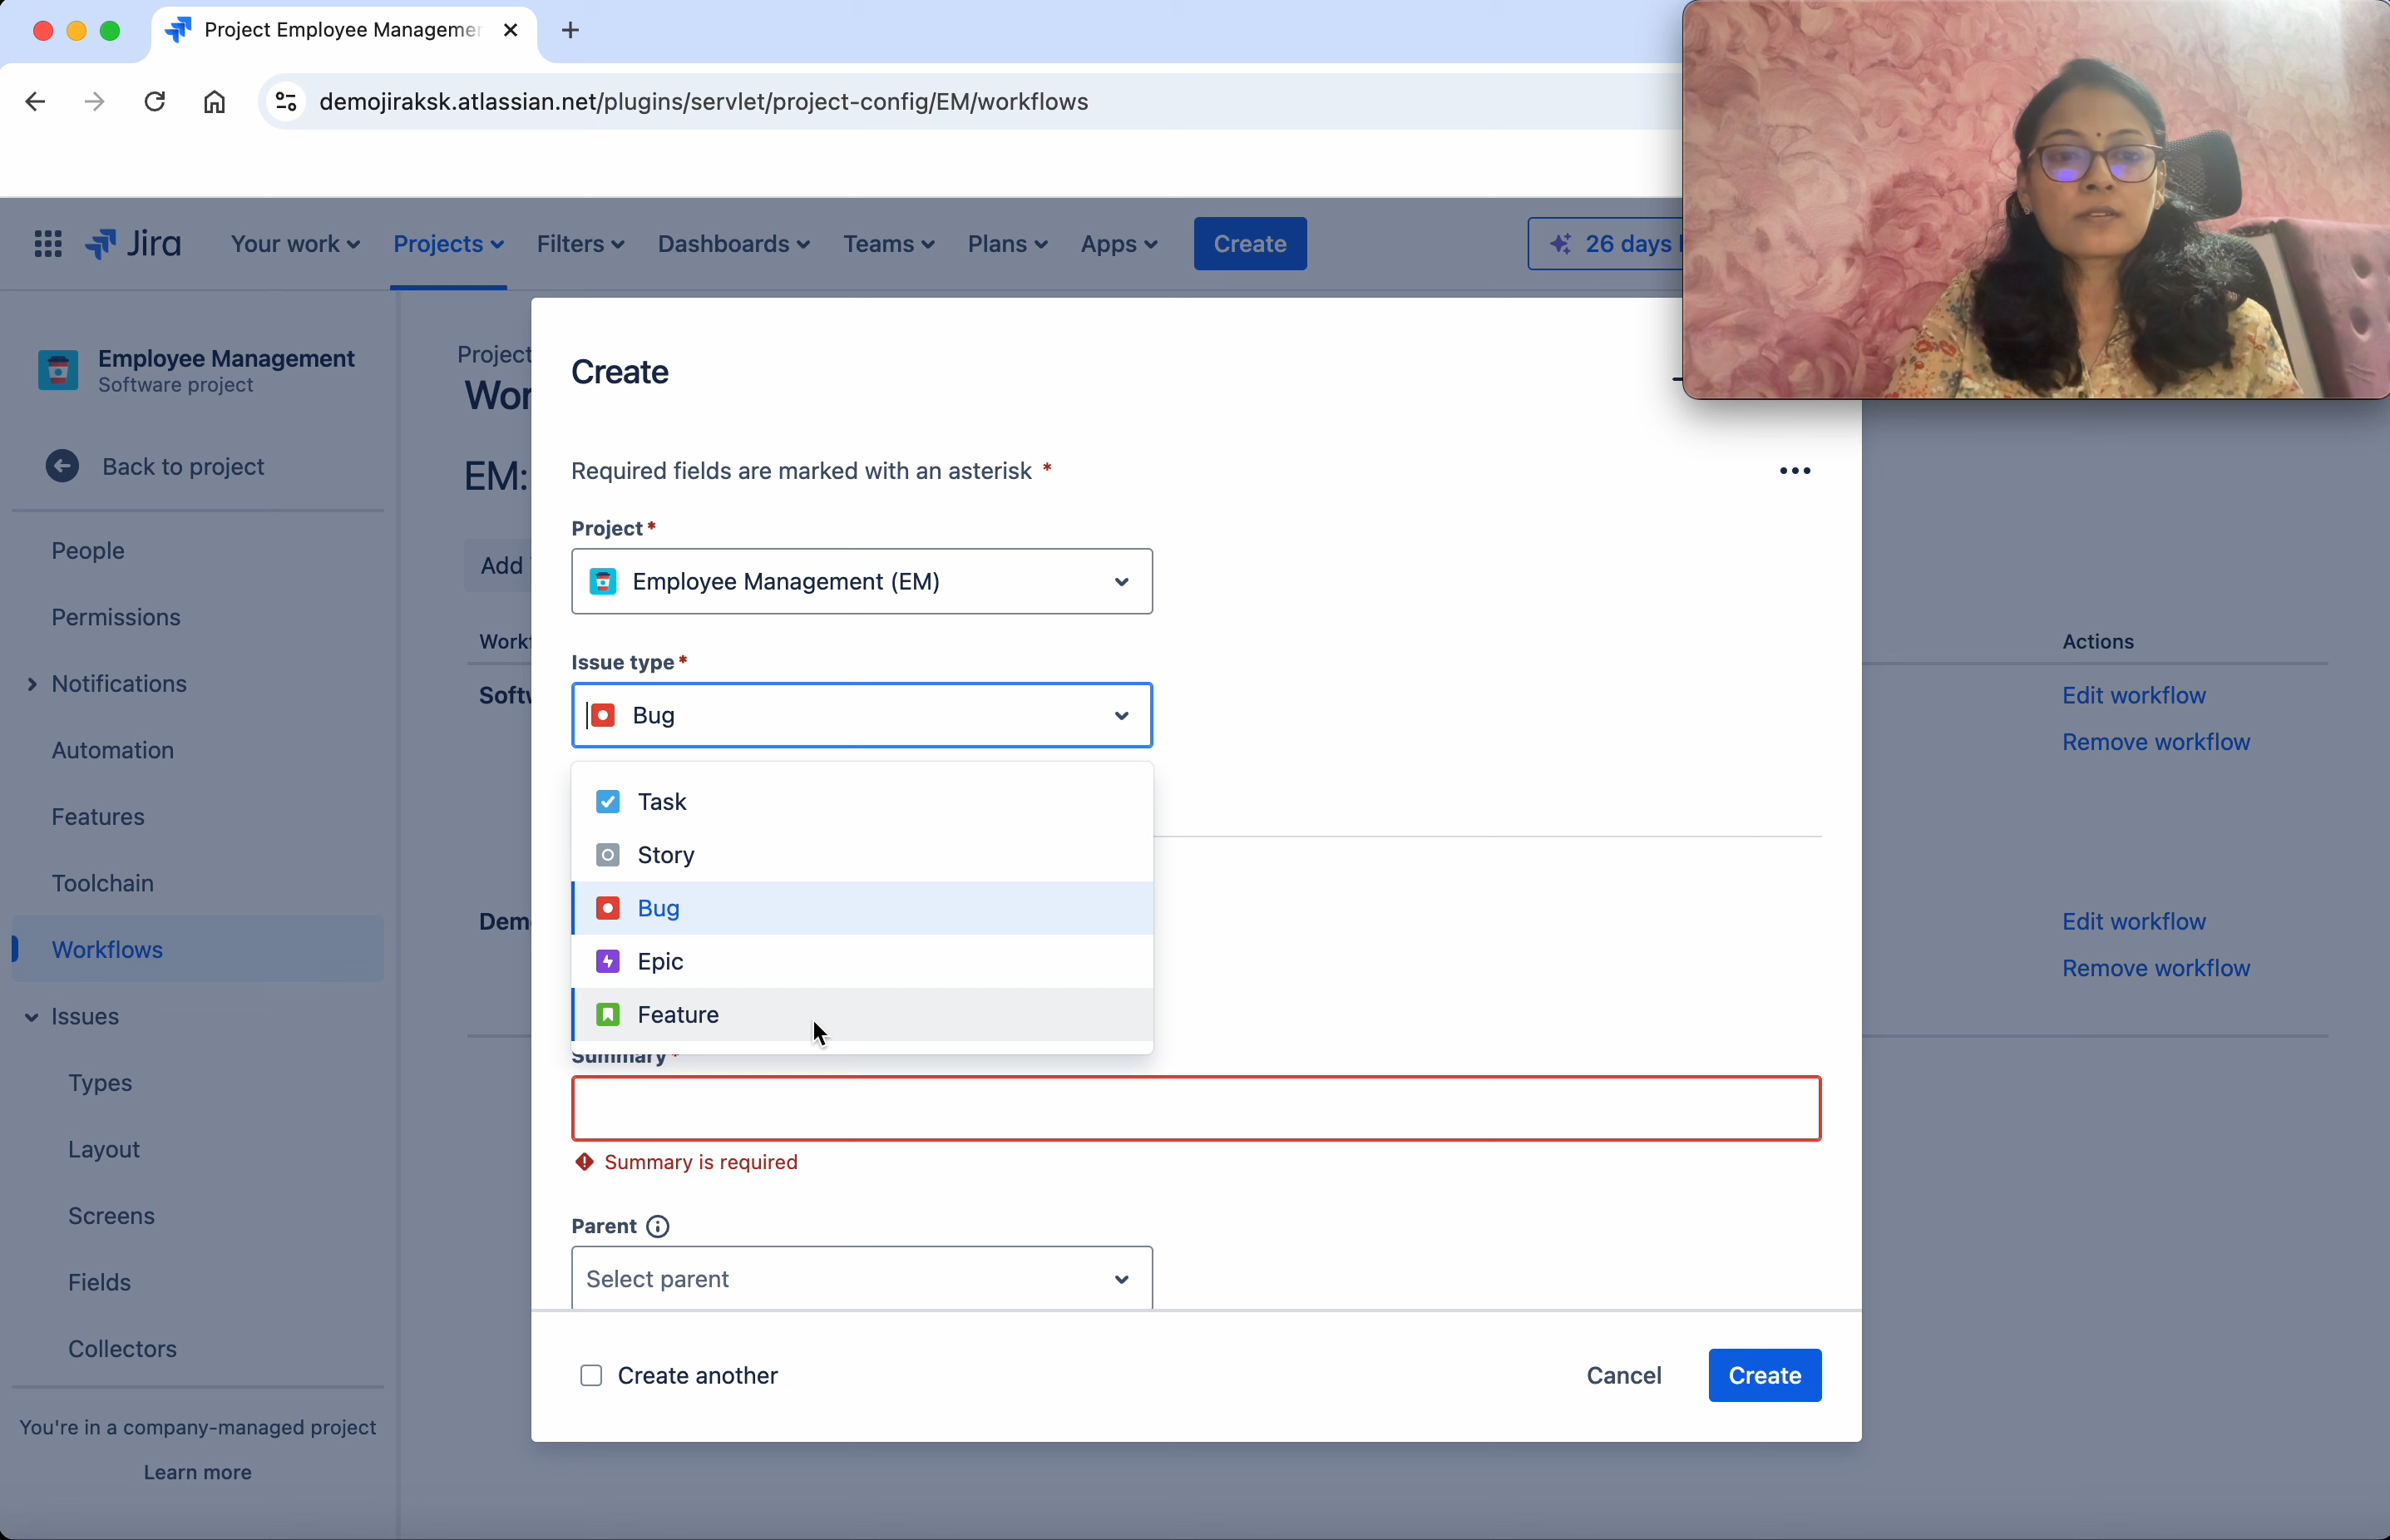 Project Employee Managemer
demojiraksk.atlassian.net/plugins/servlet/project-config/EM/workflows
Jira
Your work
Projects
Filters
Dashboards
Teams
Plans
Apps
Create
26 days
Employee Management
Software project
Back to project
People
Permissions
Notifications
Automation
Features
Toolchain
Workflows
Issues
Types
Layout
Screens
Fields
Collectors
You're in a company-managed project
Learn more
Project
Wor
EM:
Add
Workf
Softw
Dem
Actions
Edit workflow
Remove workflow
Edit workflow
Remove workflow
Create
Required fields are marked with an asterisk *
Project *
Employee Management (EM)
Issue type *
Bug
Task
Story
Bug
Epic
Feature
Summary *
Summary is required
Parent
Select parent
Create another
Cancel
Create